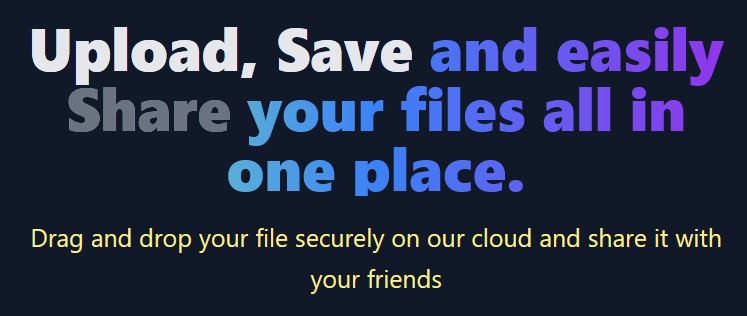 Upload, Save and easily
Share your files all in
one place.
Drag and drop your file securely on our cloud and share it with
your friends